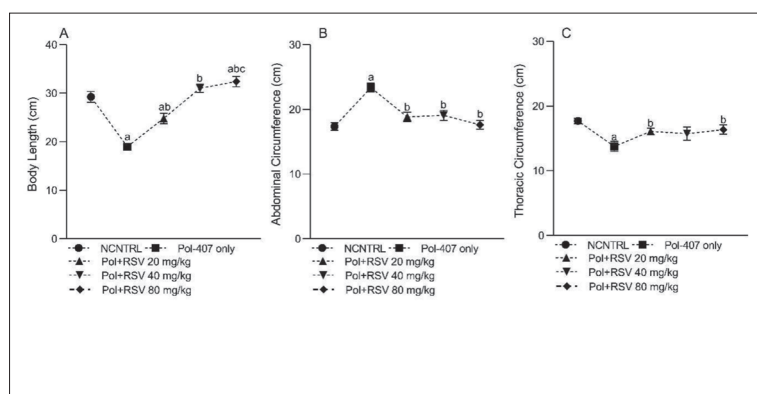 A
Body Length (cm)
40
30
20
10
0
a
ab
b
abc
NCNTRL Pol-407 only
Pol+RSV 20 mg/kg
Pol+RSV 40 mg/kg
Pol+RSV 80 mg/kg
B
Abdominal Circumference (cm)
30
20
10
0
a
b
b
b
NCNTRL Pol-407 only
Pol+RSV 20 mg/kg
Pol+RSV 40 mg/kg
Pol+RSV 80 mg/kg
C
Thoracic Circumference (cm)
30
20
10
0
a
b
b
NCNTRL Pol-407 only
Pol+RSV 20 mg/kg
Pol+RSV 40 mg/kg
Pol+RSV 80 mg/kg